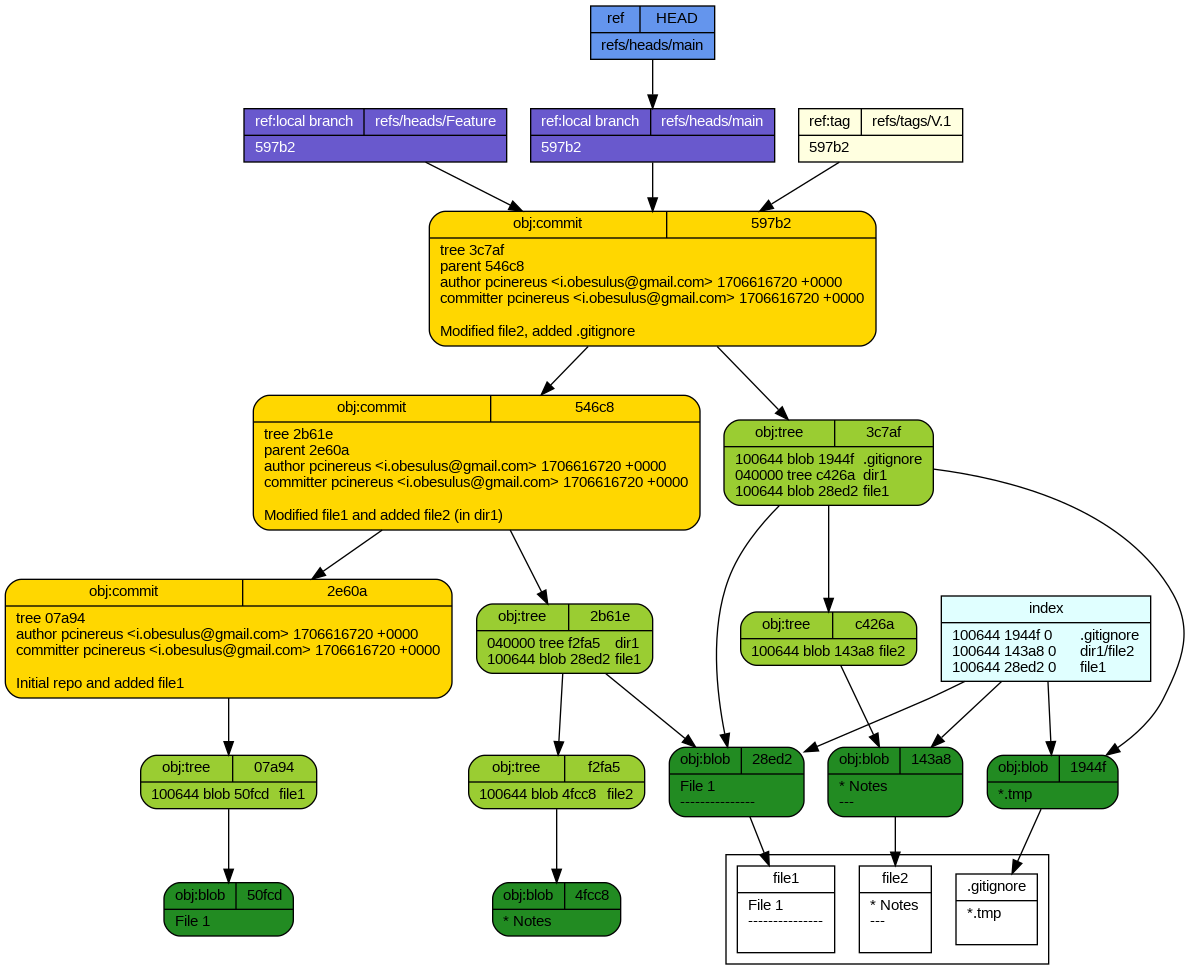 ref HEAD
refs/heads/main
ref:local branch refs/heads/Feature
597b2
ref:local branch refs/heads/main
597b2
ref:tag refs/tags/V.1
597b2
obj:commit 597b2
tree 3c7af
parent 546c8
author pcinereus <i.obesulus@gmail.com> 1706616720 +0000
committer pcinereus <i.obesulus@gmail.com> 1706616720 +0000
Modified file2, added .gitignore
obj:commit 546c8
tree 2b61e
parent 2e60a
author pcinereus <i.obesulus@gmail.com> 1706616720 +0000
committer pcinereus <i.obesulus@gmail.com> 1706616720 +0000
Modified file1 and added file2 (in dir1)
obj:tree 3c7af
100644 blob 1944f .gitignore
040000 tree c426a dir1
100644 blob 28ed2 file1
obj:commit 2e60a
tree 07a94
author pcinereus <i.obesulus@gmail.com> 1706616720 +0000
committer pcinereus <i.obesulus@gmail.com> 1706616720 +0000
Initial repo and added file1
obj:tree 2b61e
040000 tree f2fa5 dir1
100644 blob 28ed2 file1
obj:tree c426a
100644 blob 143a8 file2
index
100644 1944f 0 .gitignore
100644 143a8 0 dir1/file2
100644 28ed2 0 file1
obj:tree 07a94
100644 blob 50fcd file1
obj:tree f2fa5
100644 blob 4fcc8 file2
obj:blob 28ed2
File 1
---------------
obj:blob 143a8
* Notes
---
obj:blob 1944f
*.tmp
obj:blob 50fcd
File 1
obj:blob 4fcc8
* Notes
file1
File 1
---------------
file2
* Notes
---
.gitignore
*.tmp